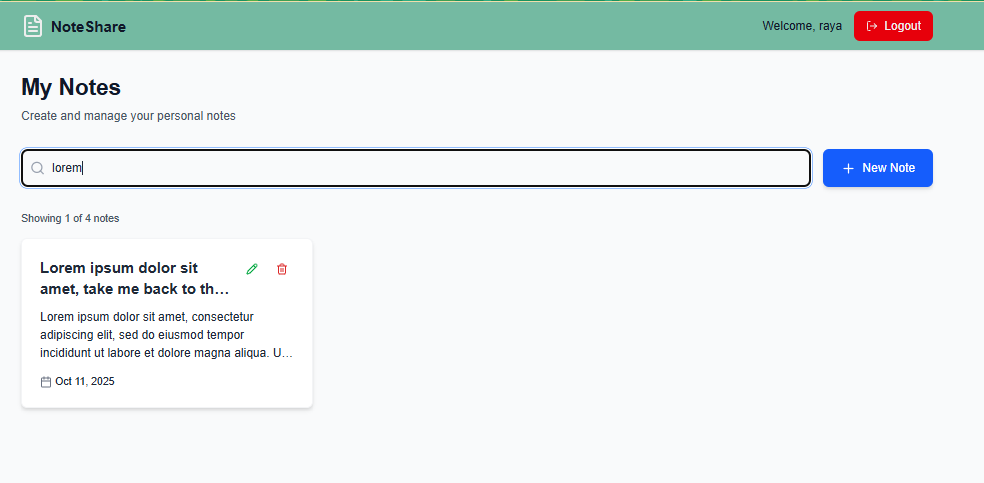 NoteShare
Welcome, raya
Logout
My Notes
Create and manage your personal notes
lorem
New Note
Showing 1 of 4 notes
Lorem ipsum dolor sit
amet, take me back to th...
Lorem ipsum dolor sit amet, consectetur
adipiscing elit, sed do eiusmod tempor
incididunt ut labore et dolore magna aliqua. U...
Oct 11, 2025